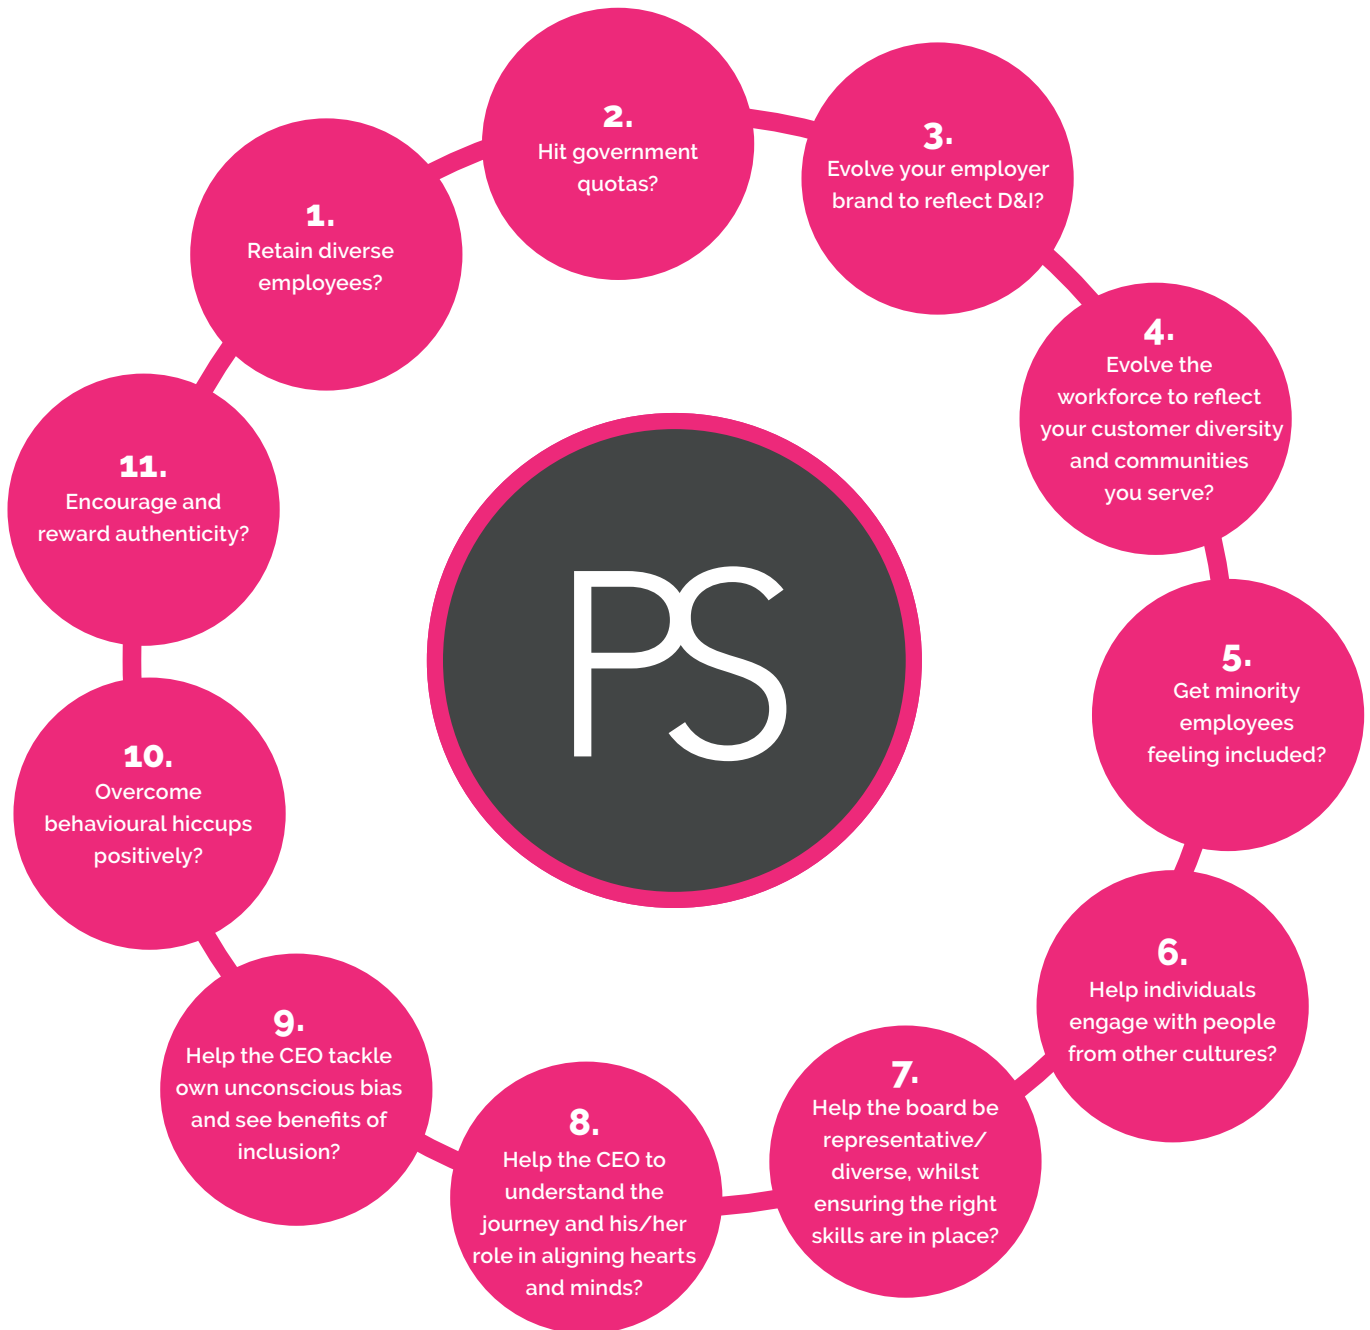 1.
Retain diverse
employees?
2.
Hit government
quotas?
3.
Evolve your employer
brand to reflect D&I?
4.
Evolve the
workforce to reflect
your customer diversity
and communities
you serve?
5.
Get minority
employees
feeling included?
6.
Help individuals
engage with people
from other cultures?
7.
Help the board be
representative/
diverse, whilst
ensuring the right
skills are in place?
8.
Help the CEO to
understand the
journey and his/her
role in aligning hearts
and minds?
9.
Help the CEO tackle
own unconscious bias
and see benefits of
inclusion?
10.
Overcome
behavioural hiccups
positively?
11.
Encourage and
reward authenticity?
PS